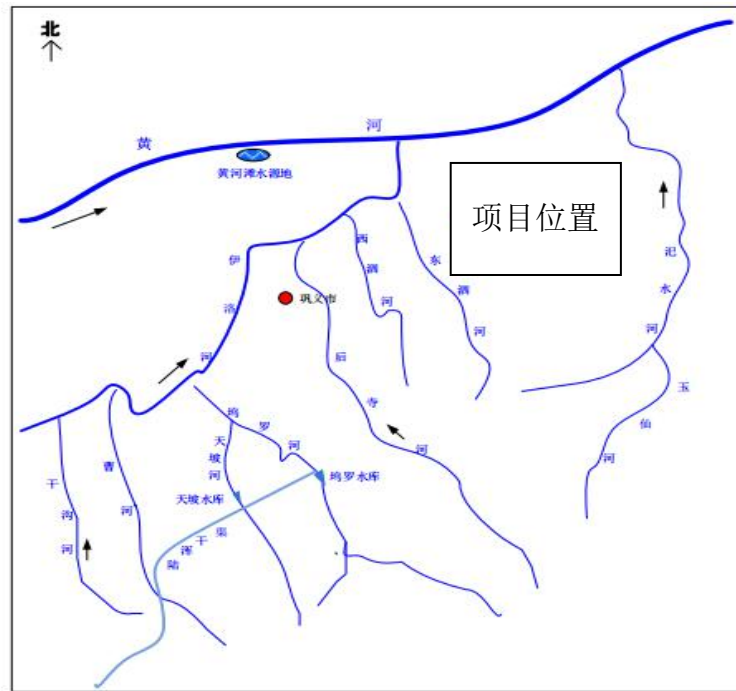 北
黄河
黄河滩水源地
项目位置
伊洛河
西泗河
东泗河
汜水河
巩义市
后寺河
玉仙河
坞罗河
天坡河
坞罗水库
天坡水库
陆浑干渠
曹河
干沟河